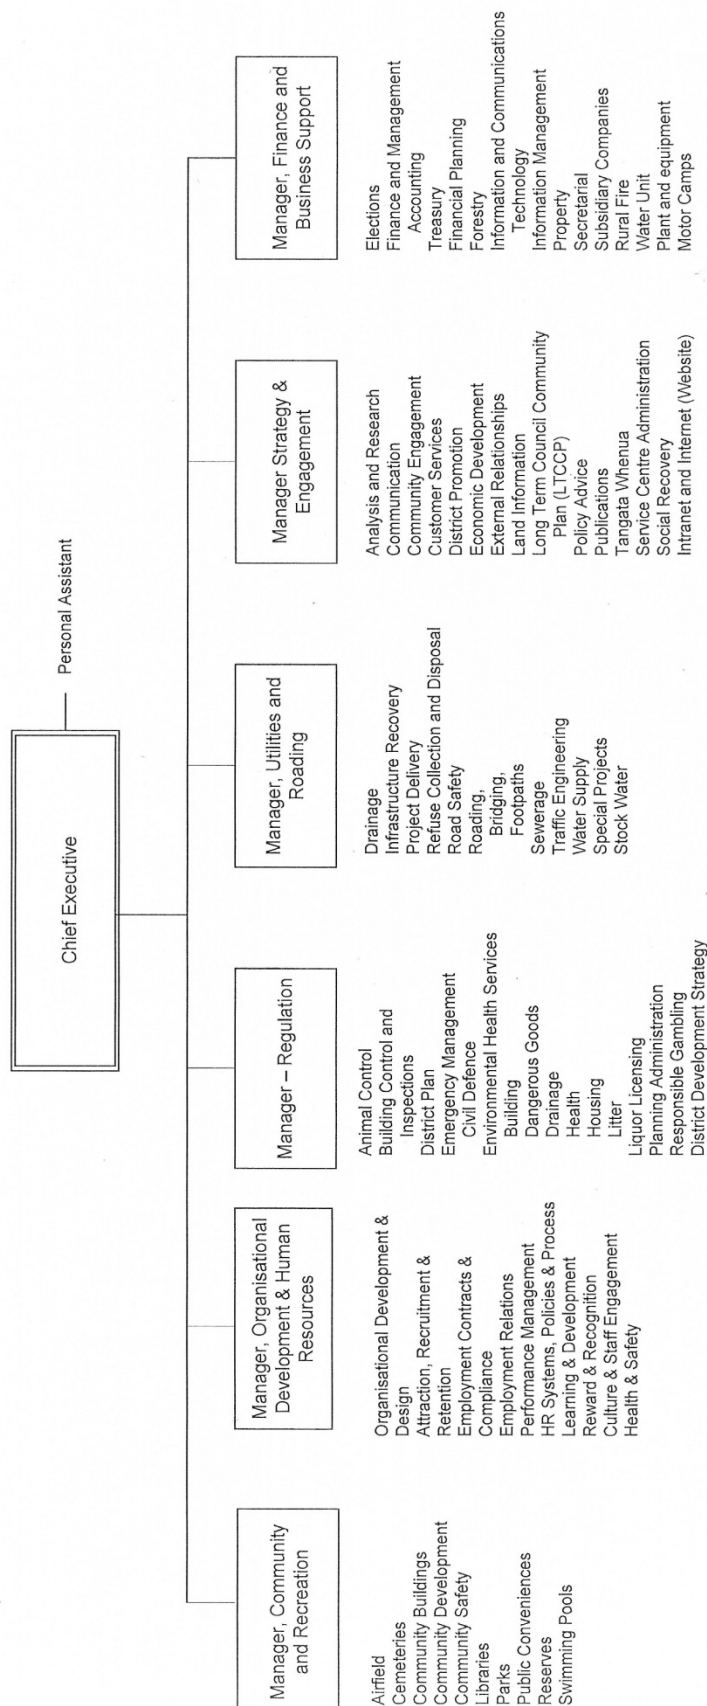 Chief Executive
Personal Assistant
Manager, Community
and Recreation
Airfield
Cemeteries
Community Buildings
Community Development
Community Safety
Libraries
Parks
Public Conveniences
Reserves
Swimming Pools
Manager, Organisational
Development & Human
Resources
Organisational Development &
Design
Attraction, Recruitment &
Retention
Employment Contracts &
Compliance
Employment Relations
Performance Management
HR Systems, Policies & Process
Learning & Development
Reward & Recognition
Culture & Staff Engagement
Health & Safety
Manager – Regulation
Animal Control
Building Control and
Inspections
District Plan
Emergency Management
Civil Defence
Environmental Health Services
Building
Dangerous Goods
Drainage
Health
Housing
Litter
Liquor Licensing
Planning Administration
Responsible Gambling
District Development Strategy
Manager, Utilities and
Roading
Drainage
Infrastructure Recovery
Project Delivery
Refuse Collection and Disposal
Road Safety
Roading,
Bridging,
Footpaths
Sewerage
Traffic Engineering
Water Supply
Special Projects
Stock Water
Manager Strategy &
Engagement
Analysis and Research
Communication
Community Engagement
Customer Services
District Promotion
Economic Development
External Relationships
Land Information
Long Term Council Community
Plan (LTCCP)
Policy Advice
Publications
Tangata Whenua
Service Centre Administration
Social Recovery
Intranet and Internet (Website)
Manager, Finance and
Business Support
Elections
Finance and Management
Accounting
Treasury
Financial Planning
Forestry
Information and Communications
Technology
Information Management
Property
Secretarial
Subsidiary Companies
Rural Fire
Water Unit
Plant and equipment
Motor Camps